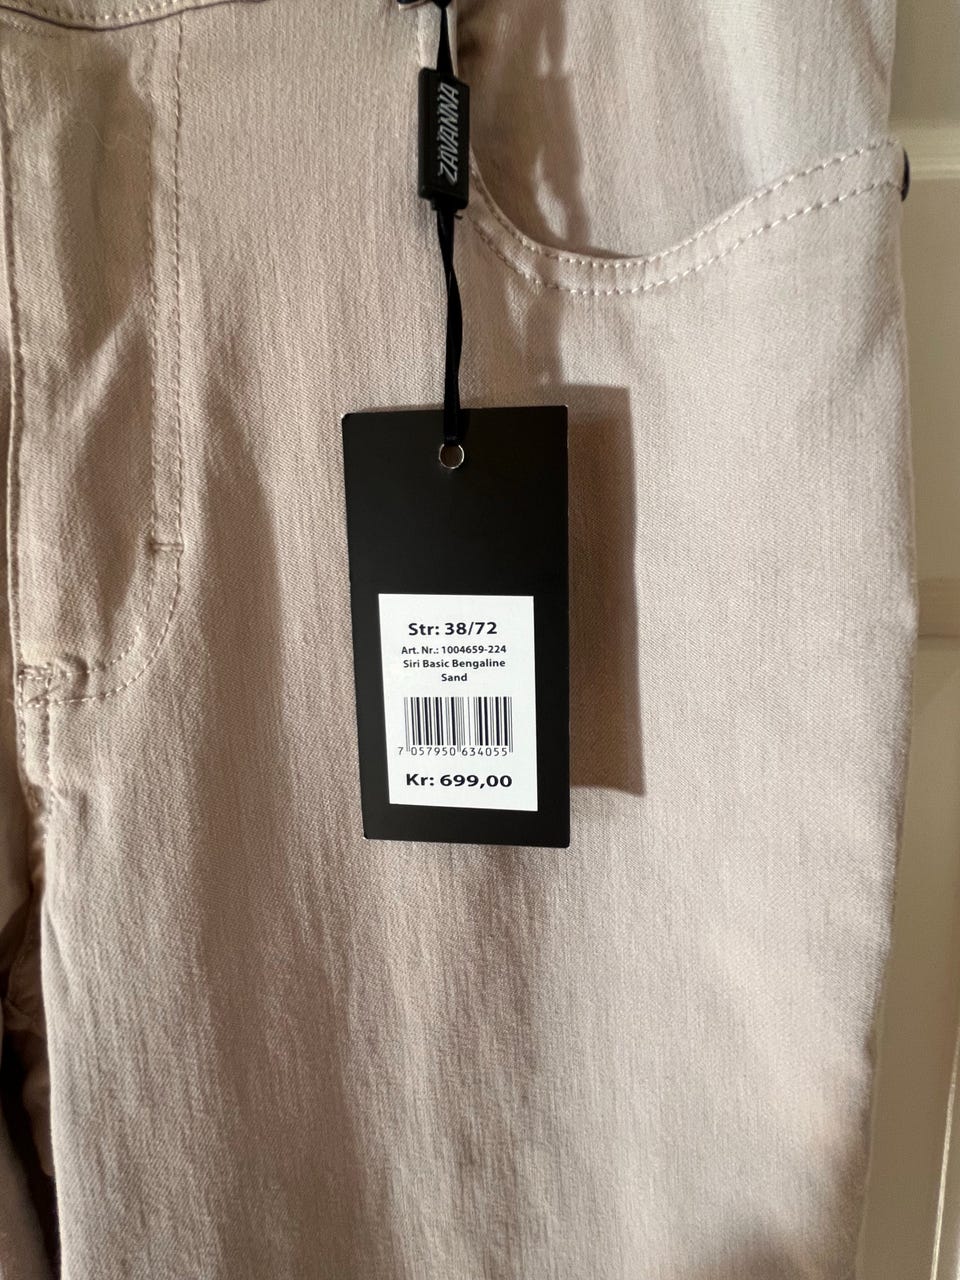 ZAVANNA
Str: 38/72
Art. Nr.: 1004659-224
Siri Basic Bengaline
Sand
7 057950 634055
Kr: 699,00